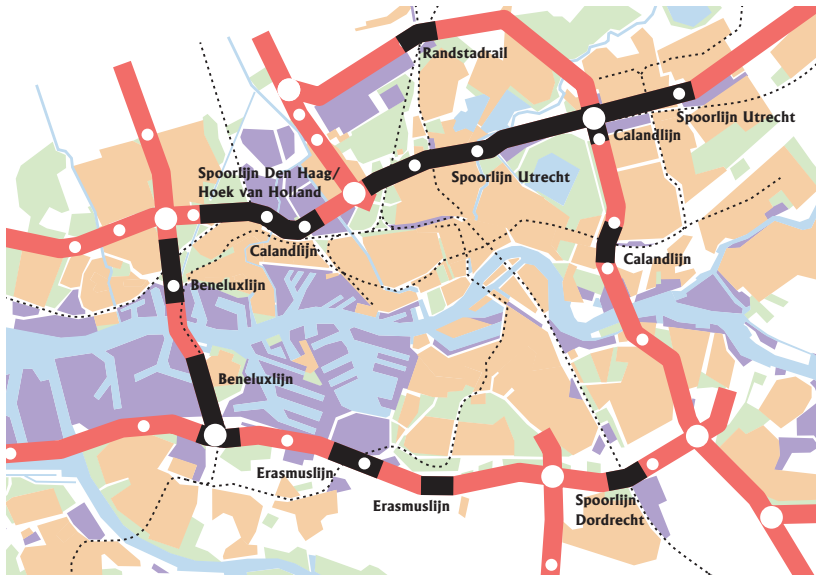 Randstadrail
Spoorlijn Utrecht
Calandlijn
Spoorlijn Den Haag/
Hoek van Holland
Spoorlijn Utrecht
Calandlijn
Calandlijn
Beneluxlijn
Beneluxlijn
Erasmuslijn
Erasmuslijn
Spoorlijn
Dordrecht